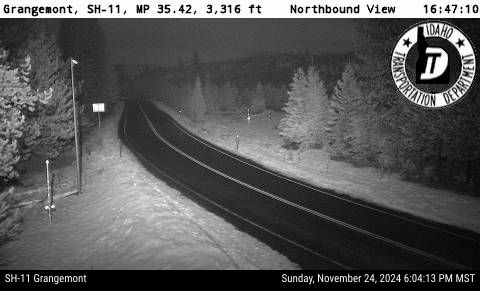 Grangemont, SH-11, MP 35.42, 3,316 ft Northbound View 16:47:10
IDAHO
TRANSPORTATION DEPARTMENT
SH-11 Grangemont Sunday, November 24, 2024 6:04:13 PM MST